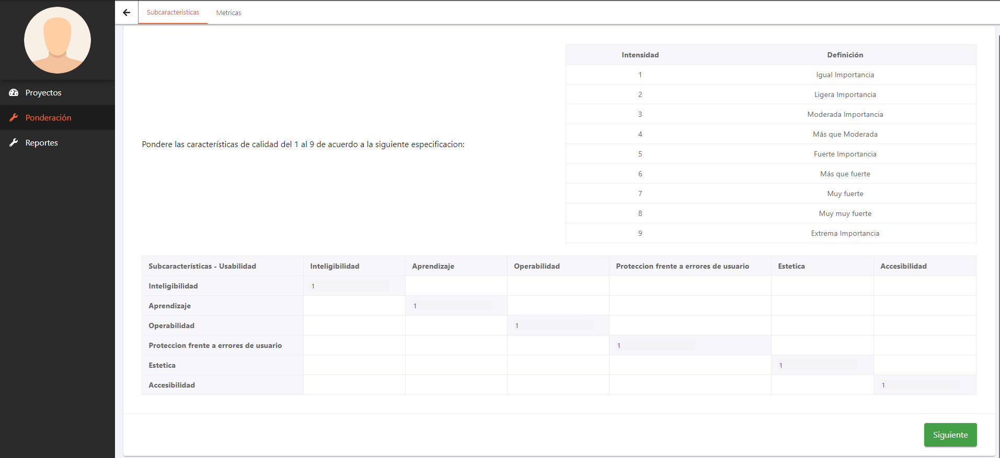 Subcaracteristicas Metricas
Proyectos
Ponderación
Reportes
Pondere las características de calidad del 1 al 9 de acuerdo a la siguiente especificacion:
Intensidad Definición
1 Igual Importancia
2 Ligera Importancia
3 Moderada Importancia
4 Más que Moderada
5 Fuerte Importancia
6 Más que fuerte
7 Muy fuerte
8 Muy muy fuerte
9 Extrema Importancia
Subcaracterísticas - Usabilidad Inteligibilidad Aprendizaje Operabilidad Proteccion frente a errores de usuario Estetica Accesibilidad
Inteligibilidad 1
Aprendizaje 1
Operabilidad 1
Proteccion frente a errores de usuario 1
Estetica 1
Accesibilidad 1
Siguiente